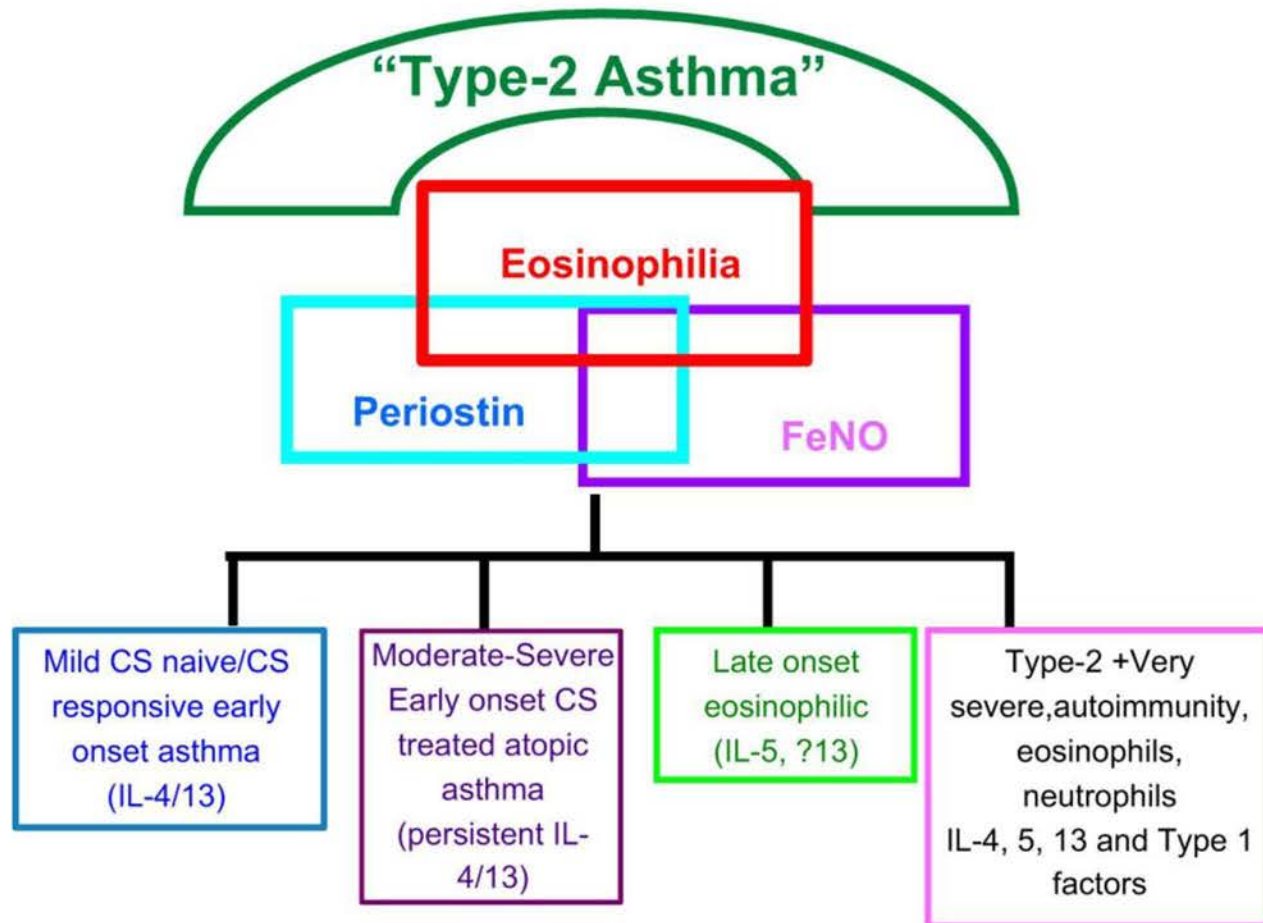 “Type-2 Asthma”
Eosinophilia
Periostin
FeNO
Mild CS naive/CS
responsive early
onset asthma
(IL-4/13)
Moderate-Severe
Early onset CS
treated atopic
asthma
(persistent IL-
4/13)
Late onset
eosinophilic
(IL-5, ?13)
Type-2 +Very
severe,autoimmunity,
eosinophils,
neutrophils
IL-4, 5, 13 and Type 1
factors